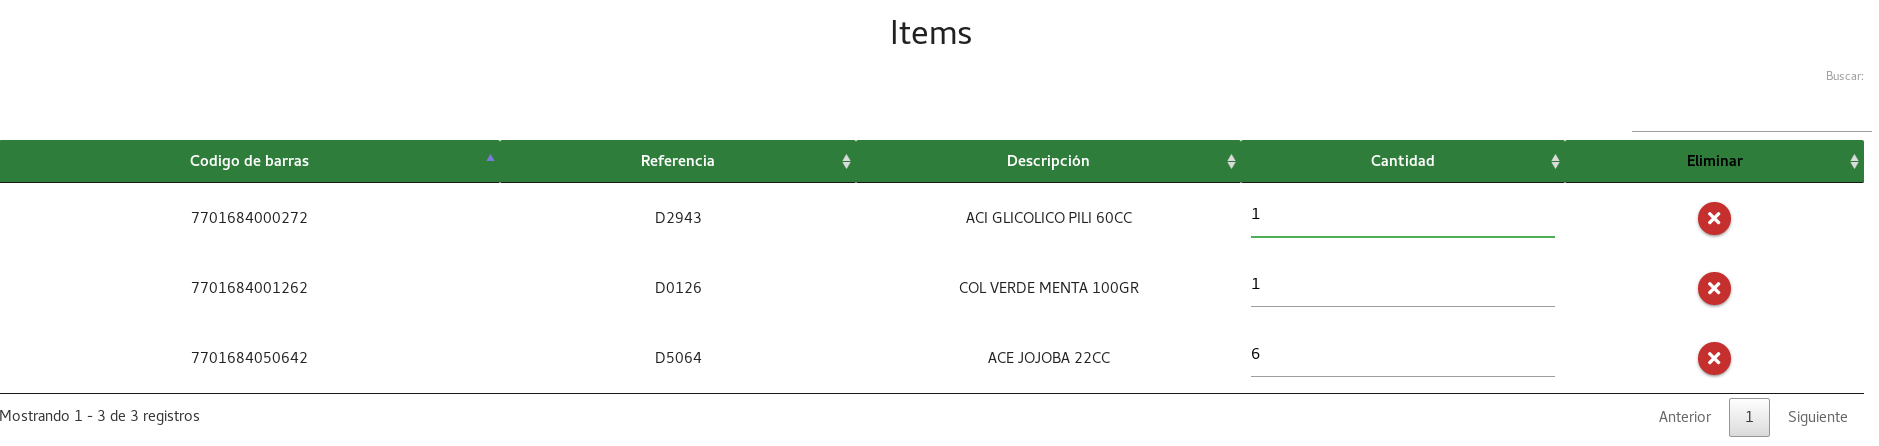 Items
Buscar:
Codigo de barras Referencia Descripción Cantidad Eliminar
7701684000272 D2943 ACI GLICOLICO PILI 60CC 1
7701684001262 D0126 COL VERDE MENTA 100GR 1
7701684050642 D5064 ACE JOJOBA 22CC 6
Mostrando 1 - 3 de 3 registros Anterior 1 Siguiente